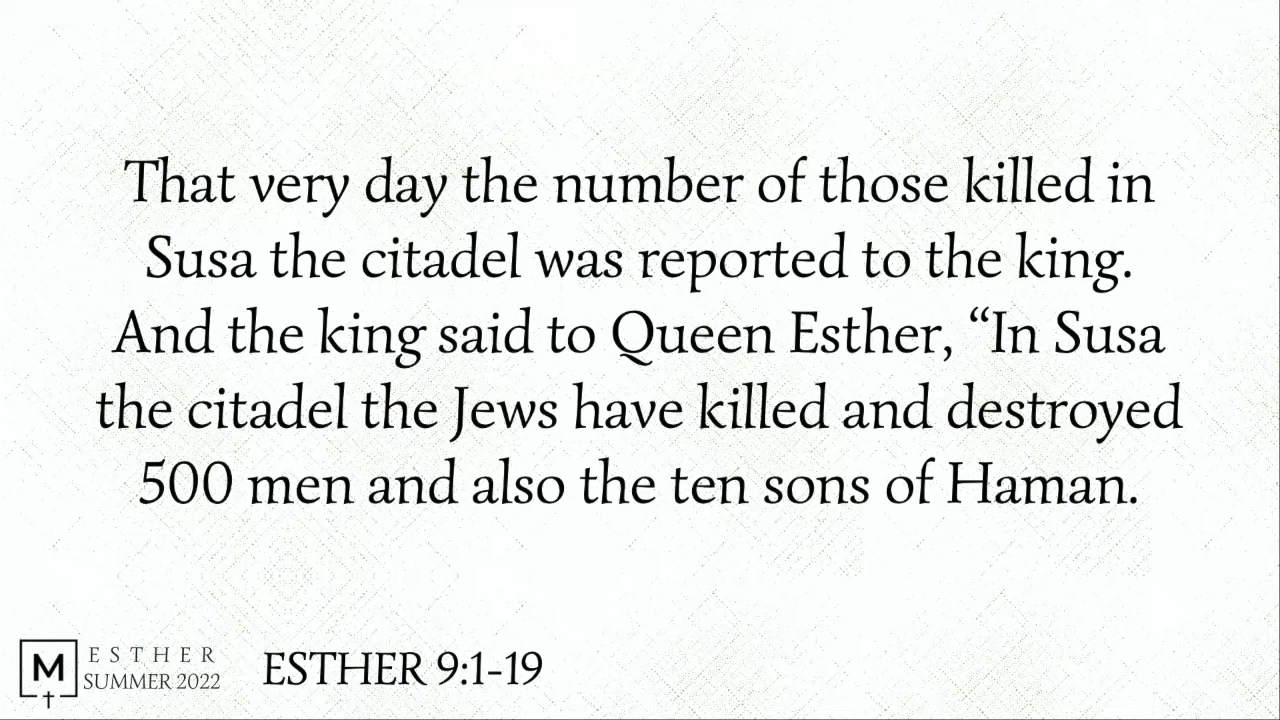 That very day the number of those killed in
Susa the citadel was reported to the king.
And the king said to Queen Esther, “In Susa
the citadel the Jews have killed and destroyed
500 men and also the ten sons of Haman.
M
ESTHER
SUMMER 2022
ESTHER 9:1-19